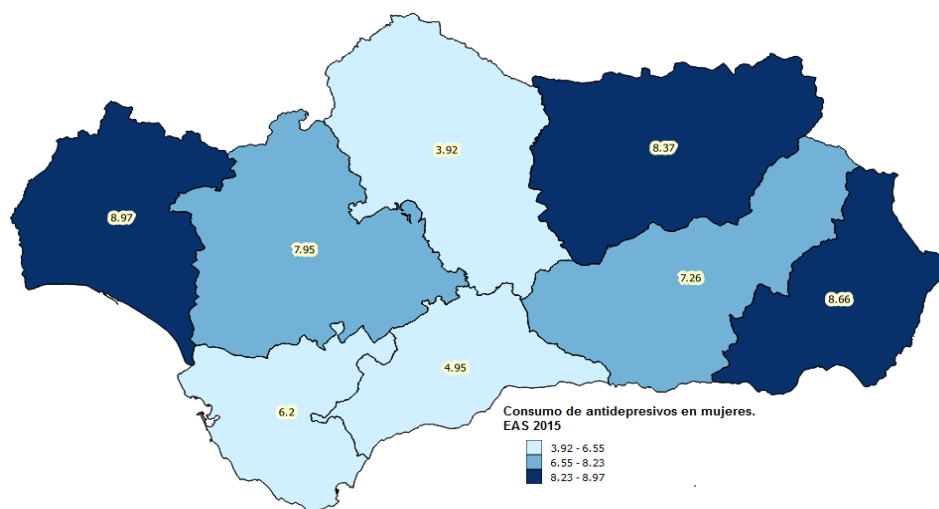 3.92
8.37
8.97
7.95
7.26
8.66
4.95
6.2
Consumo de antidepresivos en mujeres.
EAS 2015
3.92 - 6.55
6.55 - 8.23
8.23 - 8.97